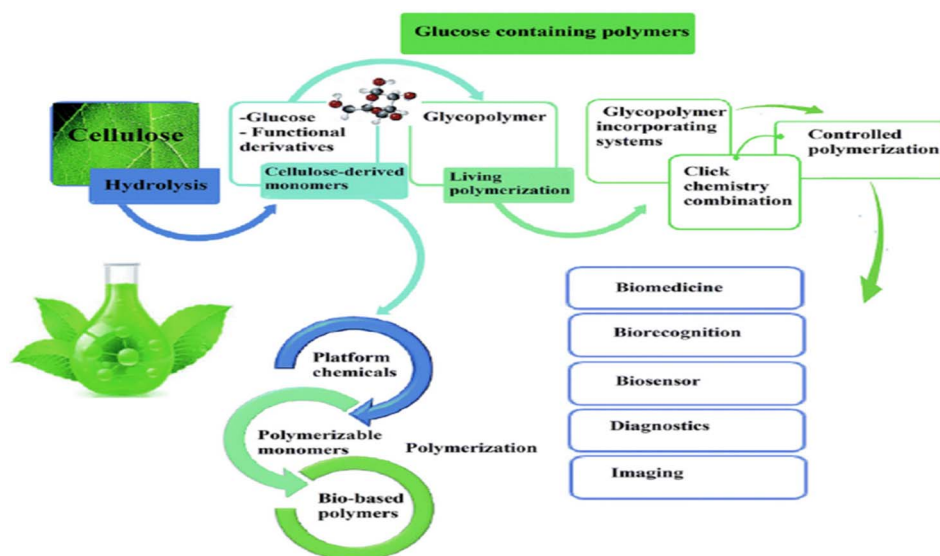 Glucose containing polymers
Cellulose
Hydrolysis
-Glucose
- Functional
derivatives
Cellulose-derived
monomers
Glycopolymer
Living
polymerization
Glycopolymer
incorporating
systems
Controlled
polymerization
Click
chemistry
combination
Platform
chemicals
Polymerizable
monomers
Polymerization
Bio-based
polymers
Biomedicine
Biorecognition
Biosensor
Diagnostics
Imaging